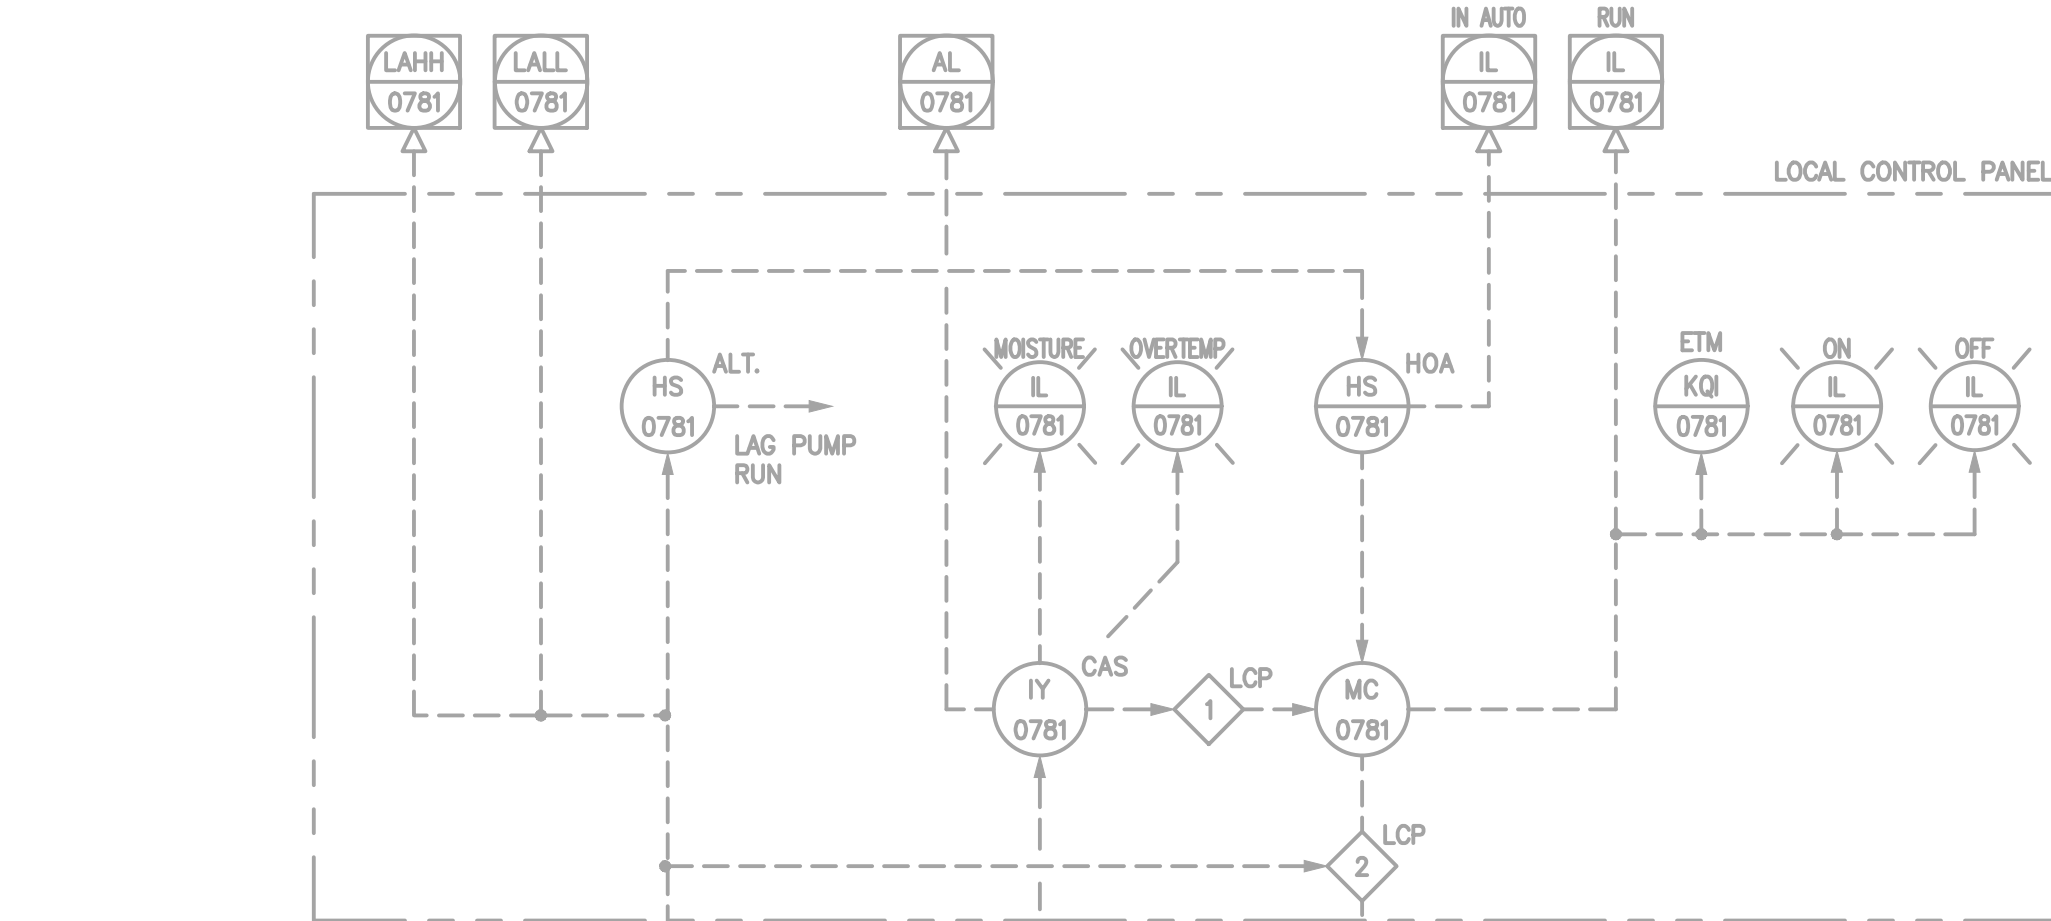 IN AUTO
RUN
LAHH
0781
LALL
0781
AL
0781
IL
0781
IL
0781
LOCAL CONTROL PANEL
ALT.
HS
0781
LAG PUMP
RUN
MOISTURE
IL
0781
OVERTEMP
IL
0781
HOA
HS
0781
ETM
KQI
0781
ON
IL
0781
OFF
IL
0781
CAS
IY
0781
LCP
1
MC
0781
LCP
2